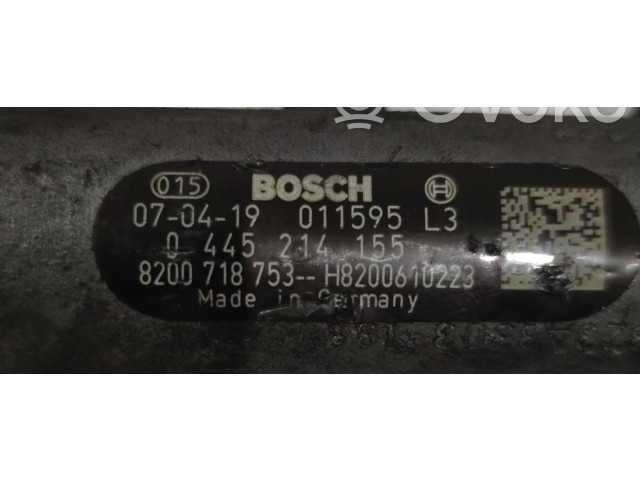 015 BOSCH
07-04-19 011595 L3
0 445 214 155
8200 718 753--H8200610223
Made in Germany